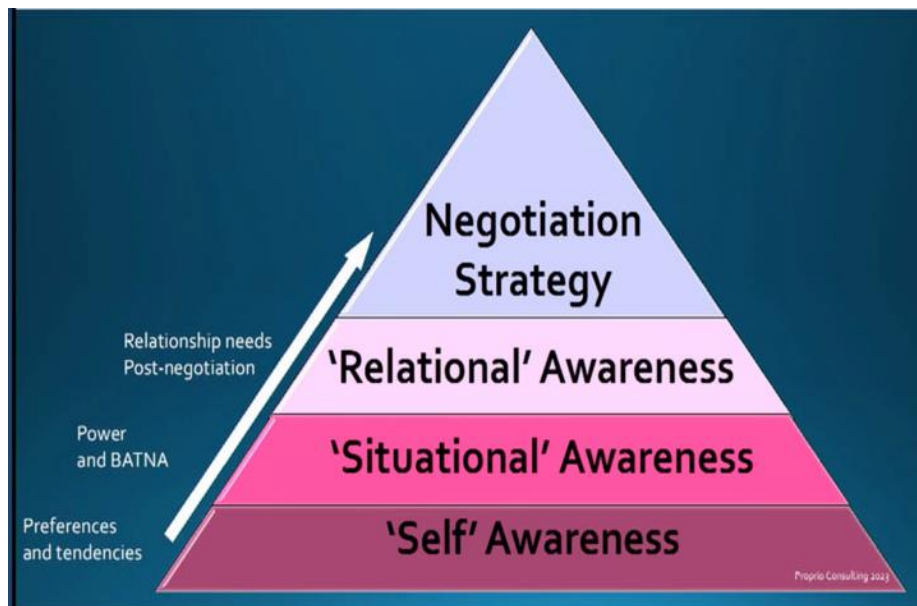 Negotiation
Strategy
Relationship needs
Post-negotiation
'Relational' Awareness
Power
and BATNA
'Situational' Awareness
Preferences
and tendencies
'Self' Awareness
Proprio Consulting 2023